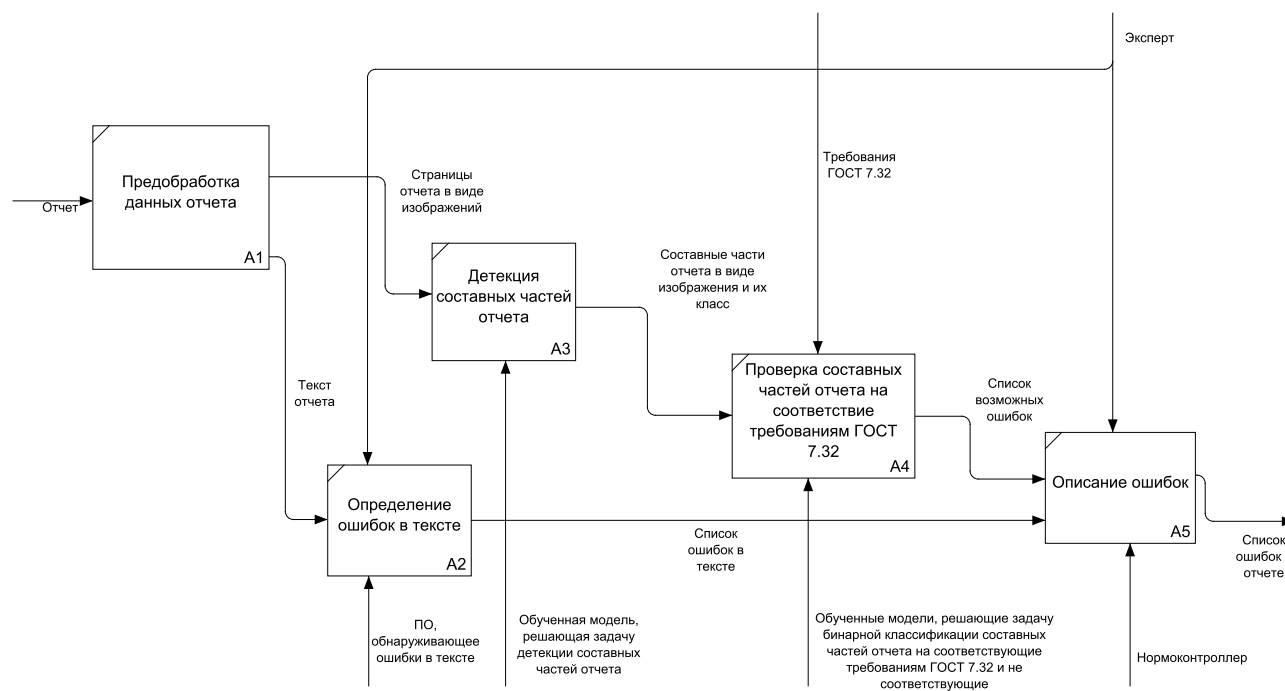 Эксперт
Требования
ГОСТ 7.32
Предобработка
данных отчета
A1
Отчет
Страницы
отчета в виде
изображений
Детекция
составных частей
отчета
A3
Составные части
отчета в виде
изображения и их
класс
Текст
отчета
Проверка составных
частей отчета на
соответствие
требованиям ГОСТ
7.32
A4
Список
возможных
ошибок
Определение
ошибок в тексте
A2
Описание ошибок
A5
Список
ошибок в
тексте
Список
ошибок
отчете
ПО,
обнаруживающее
ошибки в тексте
Обученная модель,
решающая задачу
детекции составных
частей отчета
Обученные модели, решающие задачу
бинарной классификации составных
частей отчета на соответствующие
требованиям ГОСТ 7.32 и не
соответствующие
Нормоконтроллер